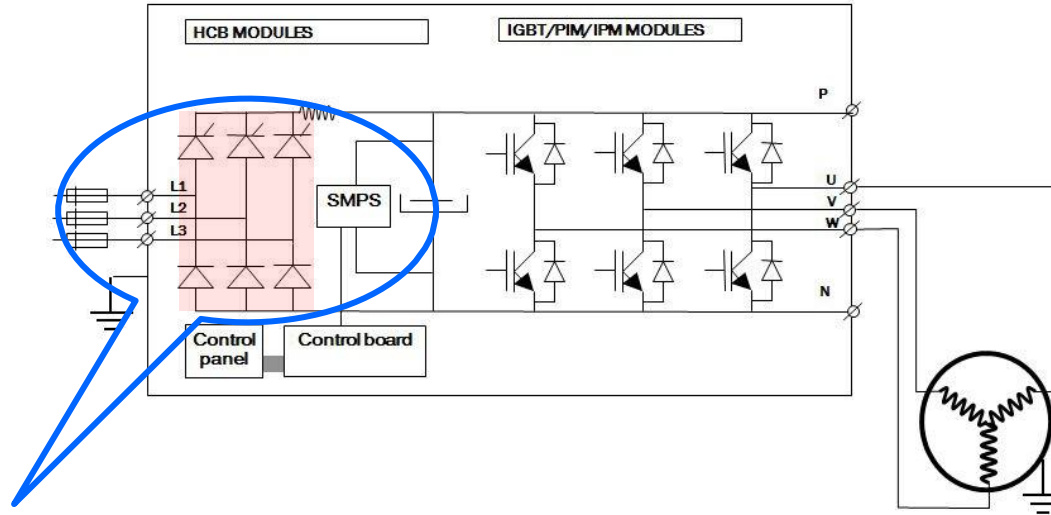 HCB MODULES
IGBT/PIM/IPM MODULES
P
L1
L2
L3
SMPS
U
V
W
N
Control
panel
Control board